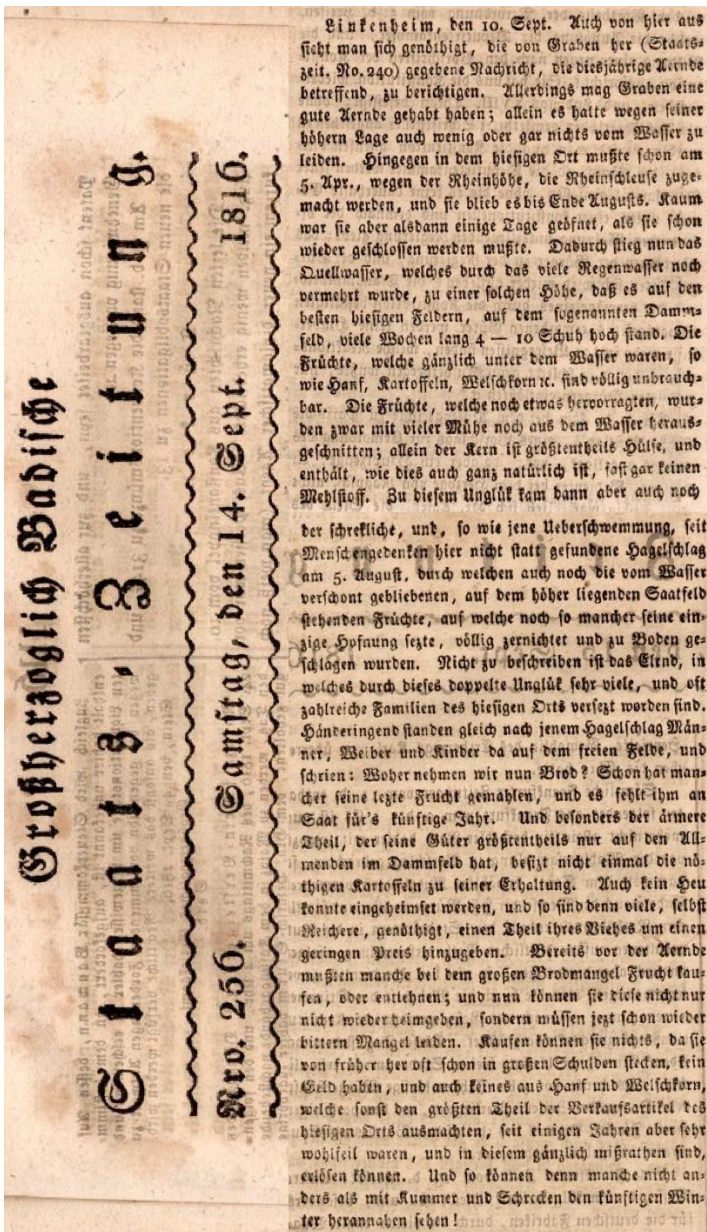 Großherzoglich Badische
Staats-Zeitung.
Nro. 256. Samstag, den 14. Sept. 1816.
Linkenheim, den 10. Sept. Auch von hier aus
sieht man sich genöthigt, die von Graben her (Staats-
zeit. No. 240) gegebene Nachricht, die diesjährige Aernde
betreffend, zu berichtigen. Allerdings mag Graben eine
gute Aernde gehabt haben; allein es hatte wegen seiner
höhern Lage auch wenig oder gar nichts vom Wasser zu
leiden. Hingegen in dem hiesigen Ort mußte schon am
5. Apr., wegen der Rheinhöhe, die Rheinschleuse zuge-
macht werden, und sie blieb es bis Ende Augusts. Kaum
war sie aber alsdann einige Tage geöfnet, als sie schon
wieder geschlossen werden mußte. Dadurch stieg nun das
Quellwasser, welches durch das viele Regenwasser noch
vermehrt wurde, zu einer solchen Höhe, daß es auf den
besten hiesigen Feldern, auf dem sogenannten Damm-
feld, viele Wochen lang 4 — 10 Schuh hoch stand. Die
Früchte, welche gänzlich unter dem Wasser waren, so
wie Hanf, Kartoffeln, Welschkorn ꝛc. sind völlig unbrauch-
bar. Die Früchte, welche noch etwas hervorragten, wur-
den zwar mit vieler Mühe noch aus dem Wasser heraus-
geschnitten; allein der Kern ist größtentheils Hülse, und
enthält, wie dies auch ganz natürlich ist, fast gar keinen
Mehlstoff. Zu diesem Unglük kam dann aber auch noch
der schrekliche, und, so wie jene Ueberschwemmung, seit
Menschengedenken hier nicht statt gefundene Hagelschlag
am 5. August, durch welchen auch noch die vom Wasser
verschont gebliebenen, auf dem höher liegenden Saatfeld
stehenden Früchte, auf welche noch so mancher seine ein-
zige Hofnung sezte, völlig zernichtet und zu Boden ge-
schlagen wurden. Nicht zu beschreiben ist das Elend, in
welches durch dieses doppelte Unglük sehr viele, und oft
zahlreiche Familien des hiesigen Orts versezt worden sind.
Händeringend standen gleich nach jenem Hagelschlag Män-
ner, Weiber und Kinder da auf dem freien Felde, und
schrien: Woher nehmen wir nun Brod? Schon hat man-
cher seine lezte Frucht gemahlen, und es fehlt ihm an
Saat für's künftige Jahr. Und besonders der ärmere
Theil, der seine Güter größtentheils nur auf den All-
menden im Dammfeld hat, besizt nicht einmal die nö-
thigen Kartoffeln zu seiner Erhaltung. Auch kein Heu
konnte eingeheimset werden, und so sind denn viele, selbst
Reichere, genöthigt, einen Theil ihres Viehes um einen
geringen Preis hinzugeben. Bereits vor der Aernde
mußten manche bei dem großen Brodmangel Frucht kau-
fen, oder entlehnen; und nun können sie diese nicht nur
nicht wieder heimgeben, sondern müssen jezt schon wieder
bittern Mangel leiden. Kaufen können sie nichts, da sie
von früher her oft schon in großen Schulden stecken, kein
Geld haben, und auch keines aus Hanf und Welschkorn,
welche sonst den größten Theil der Verkaufsartikel des
hiesigen Orts ausmachten, seit einigen Jahren aber sehr
wohlfeil waren, und in diesem gänzlich mißrathen sind,
erlösen können. Und so können denn manche nicht an-
ders als mit Kummer und Schrecken den künftigen Win-
ter herannahen sehen!